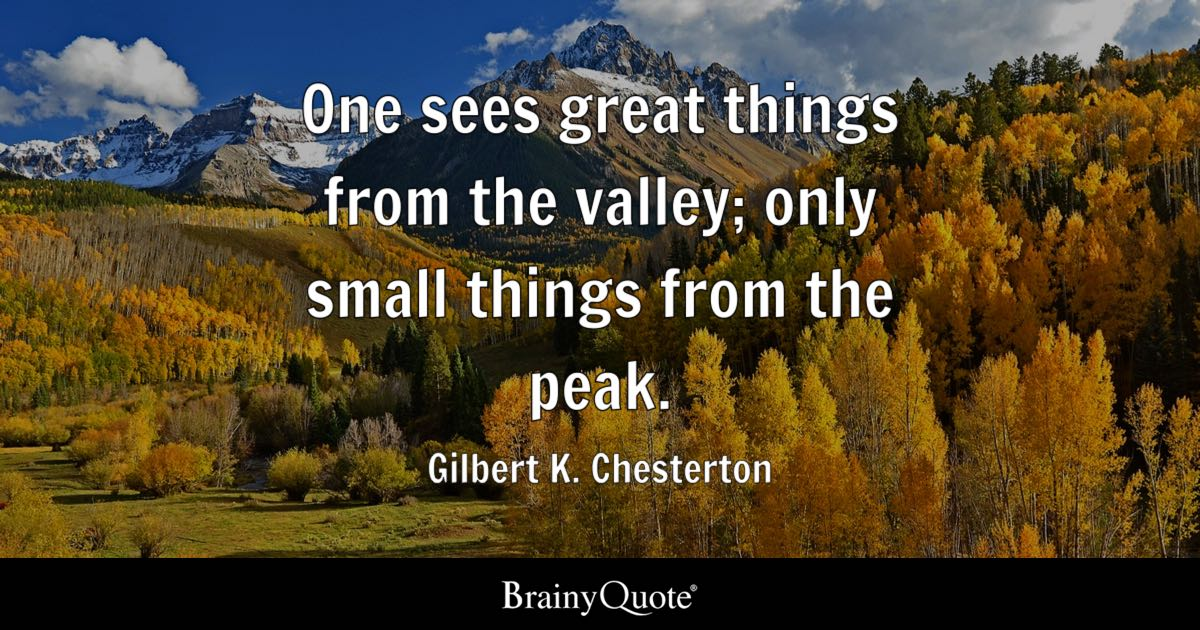 One sees great things
from the valley; only
small things from the
peak.
Gilbert K. Chesterton
BrainyQuote®